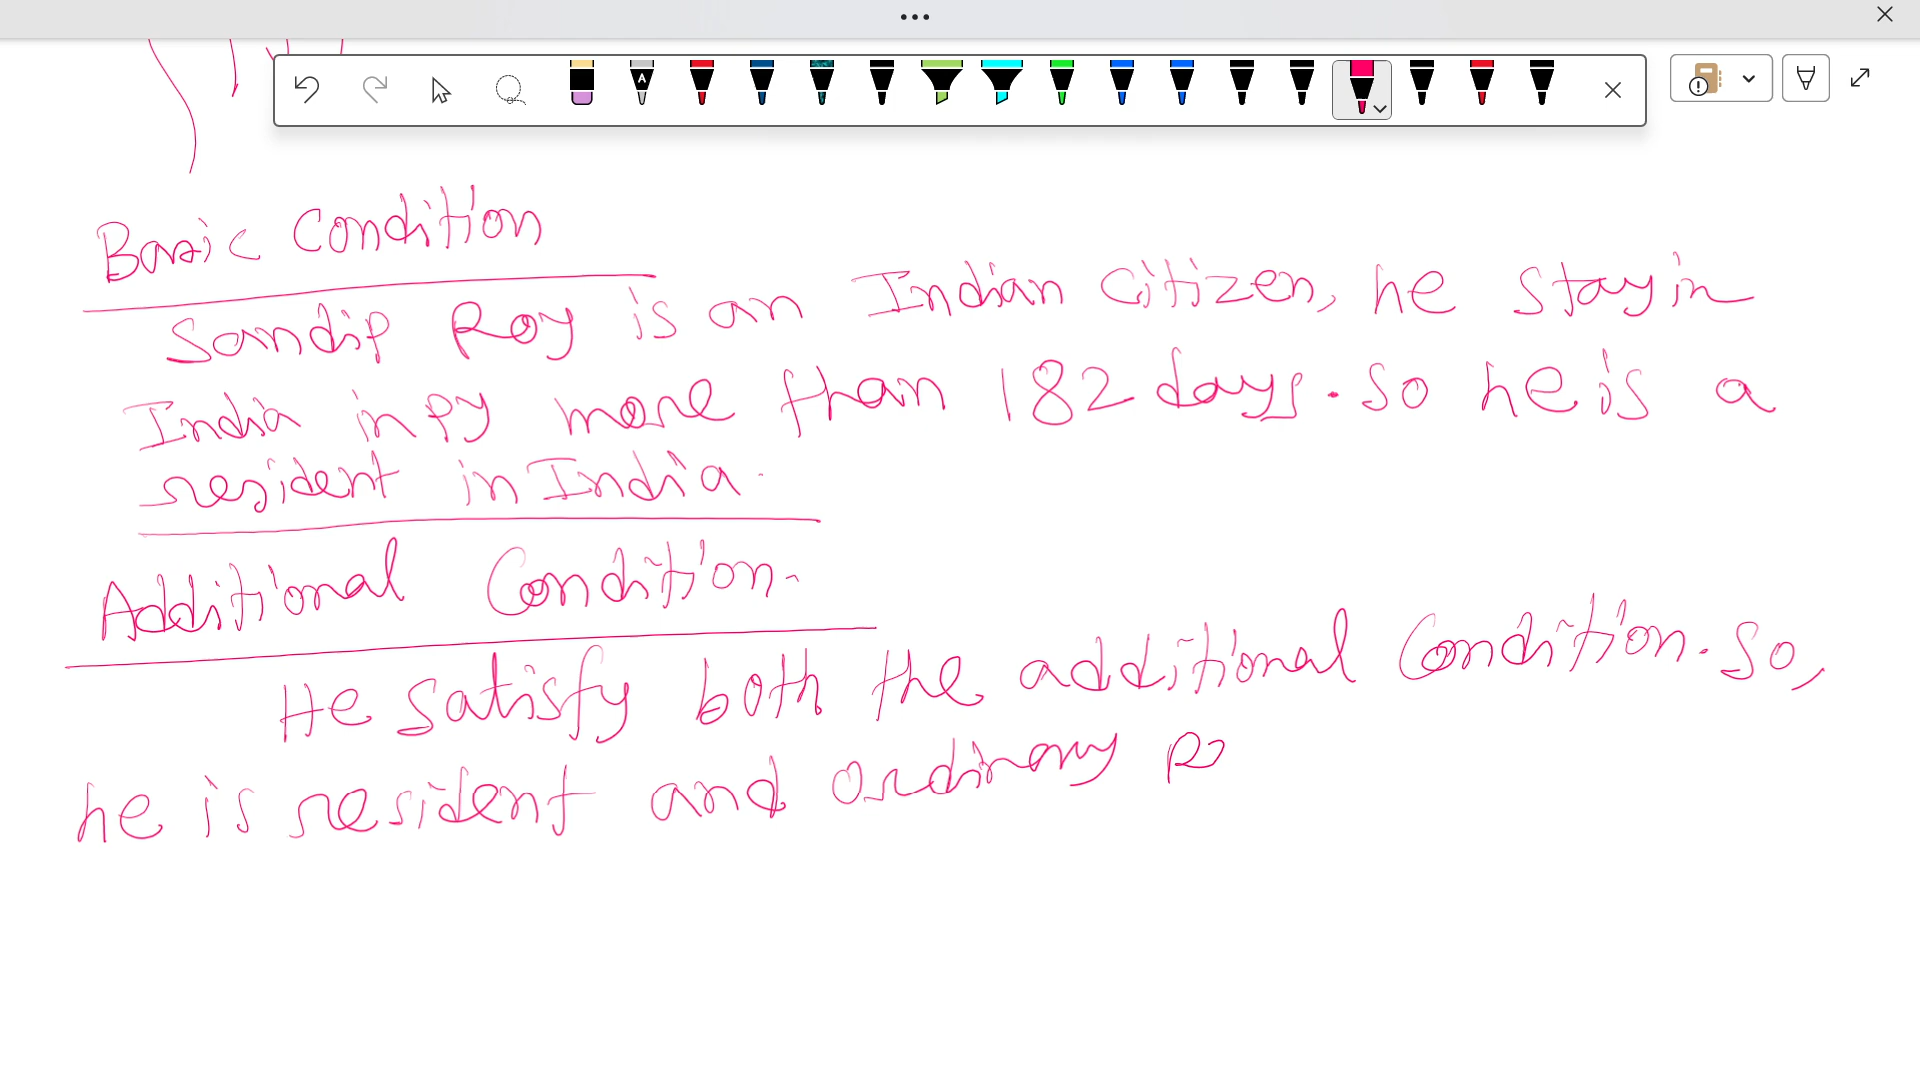 Basic Condition
Sandip Roy is an Indian Citizen, he stay in
India in py more than 182 days. So he is a
resident in India.
Additional Condition.
He satisfy both the additional Condition. So,
he is resident and ordinary